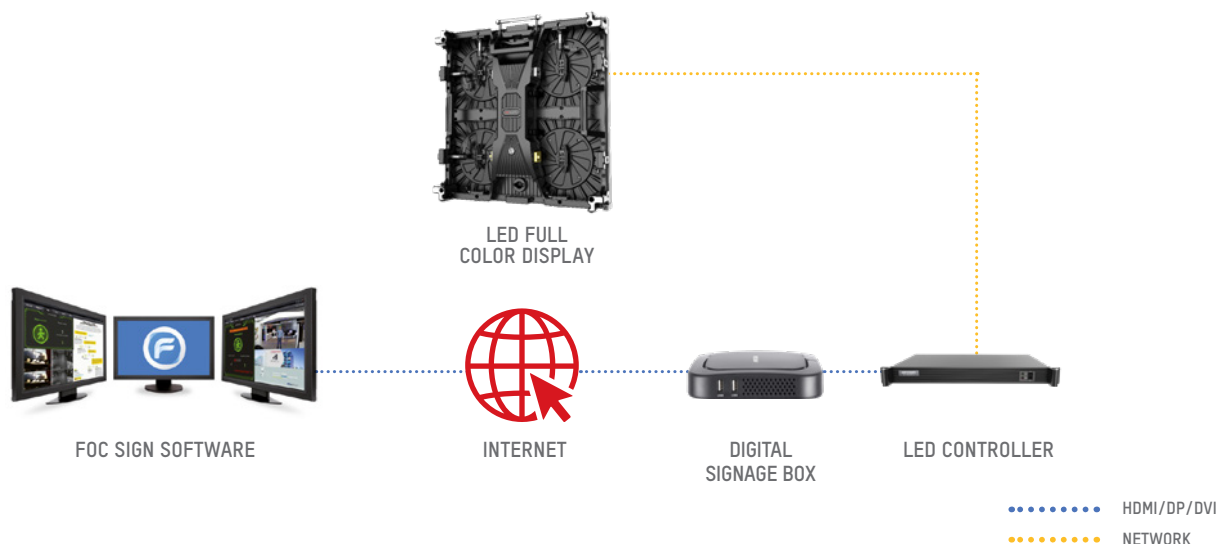 LED FULL
COLOR DISPLAY
F
FOC SIGN SOFTWARE
INTERNET
DIGITAL
SIGNAGE BOX
LED CONTROLLER
HDMI/DP/DVI
NETWORK